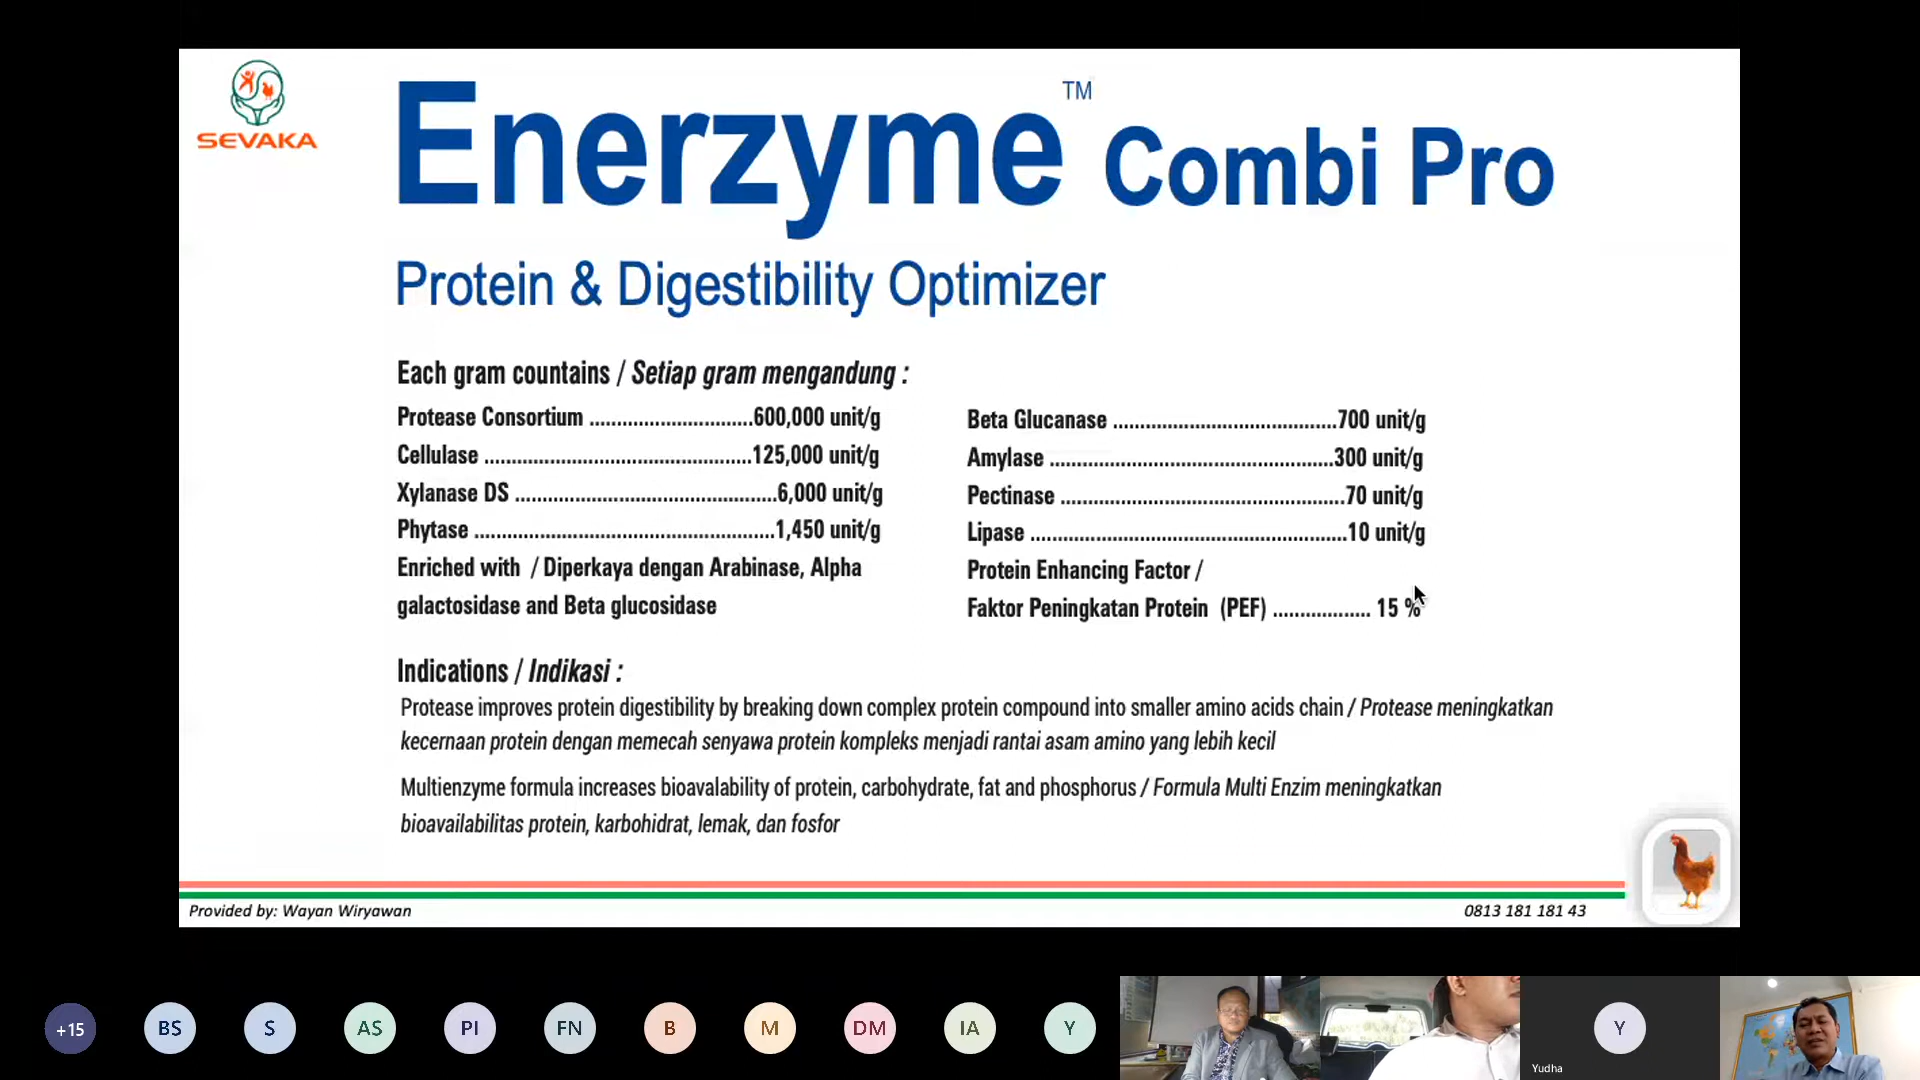 SEVAKA
Enerzyme™ Combi Pro
Protein & Digestibility Optimizer
Each gram countains / Setiap gram mengandung :
Protease Consortium ..............................600,000 unit/g
Cellulase .................................................125,000 unit/g
Xylanase DS ................................................6,000 unit/g
Phytase .......................................................1,450 unit/g
Enriched with / Diperkaya dengan Arabinase, Alpha
galactosidase and Beta glucosidase
Beta Glucanase .........................................700 unit/g
Amylase ....................................................300 unit/g
Pectinase ....................................................70 unit/g
Lipase ..........................................................10 unit/g
Protein Enhancing Factor /
Faktor Peningkatan Protein (PEF) .................. 15 %
Indications / Indikasi :
Protease improves protein digestibility by breaking down complex protein compound into smaller amino acids chain / Protease meningkatkan
kecernaan protein dengan memecah senyawa protein kompleks menjadi rantai asam amino yang lebih kecil
Multienzyme formula increases bioavalability of protein, carbohydrate, fat and phosphorus / Formula Multi Enzim meningkatkan
bioavailabilitas protein, karbohidrat, lemak, dan fosfor
Provided by: Wayan Wiryawan
0813 181 181 43
+15
BS
S
AS
PI
FN
B
M
DM
IA
Y
Y
Yudha